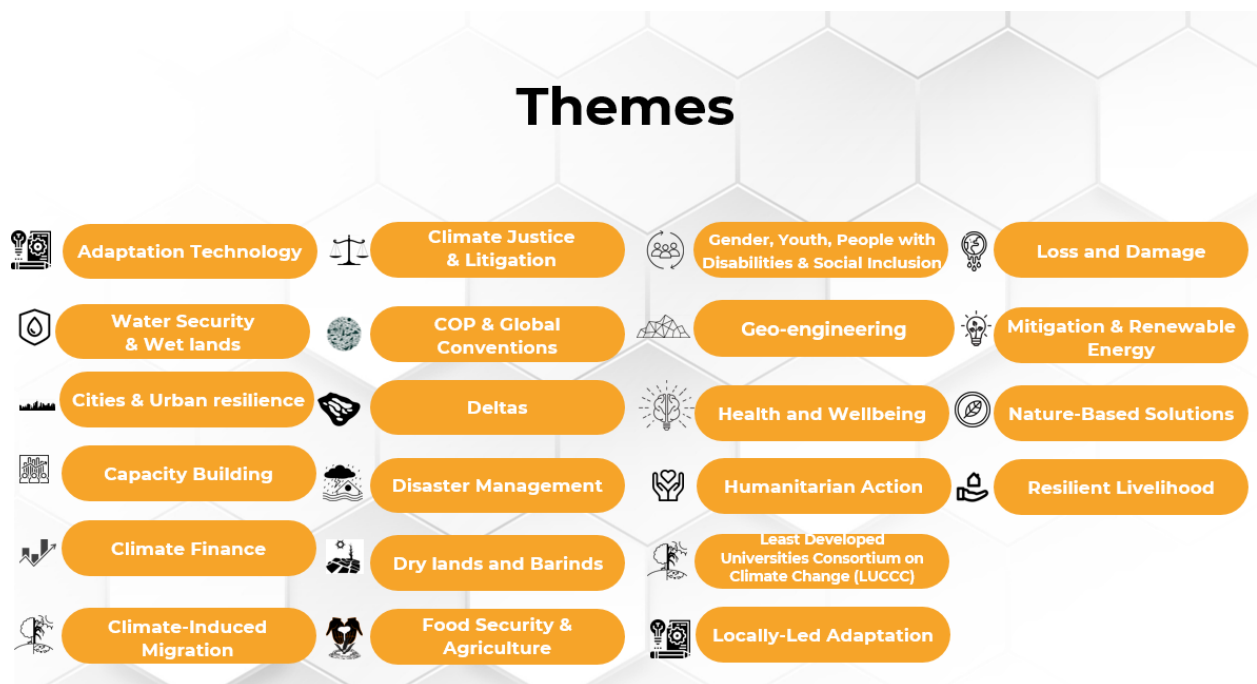 Themes
Adaptation Technology
Water Security
& Wet lands
Cities & Urban resilience
Capacity Building
Climate Finance
Climate-Induced
Migration
Climate Justice
& Litigation
COP & Global
Conventions
Deltas
Disaster Management
Dry lands and Barinds
Food Security &
Agriculture
Gender, Youth, People with
Disabilities & Social Inclusion
Geo-engineering
Health and Wellbeing
Humanitarian Action
Least Developed
Universities Consortium on
Climate Change (LUCCC)
Locally-Led Adaptation
Loss and Damage
Mitigation & Renewable
Energy
Nature-Based Solutions
Resilient Livelihood